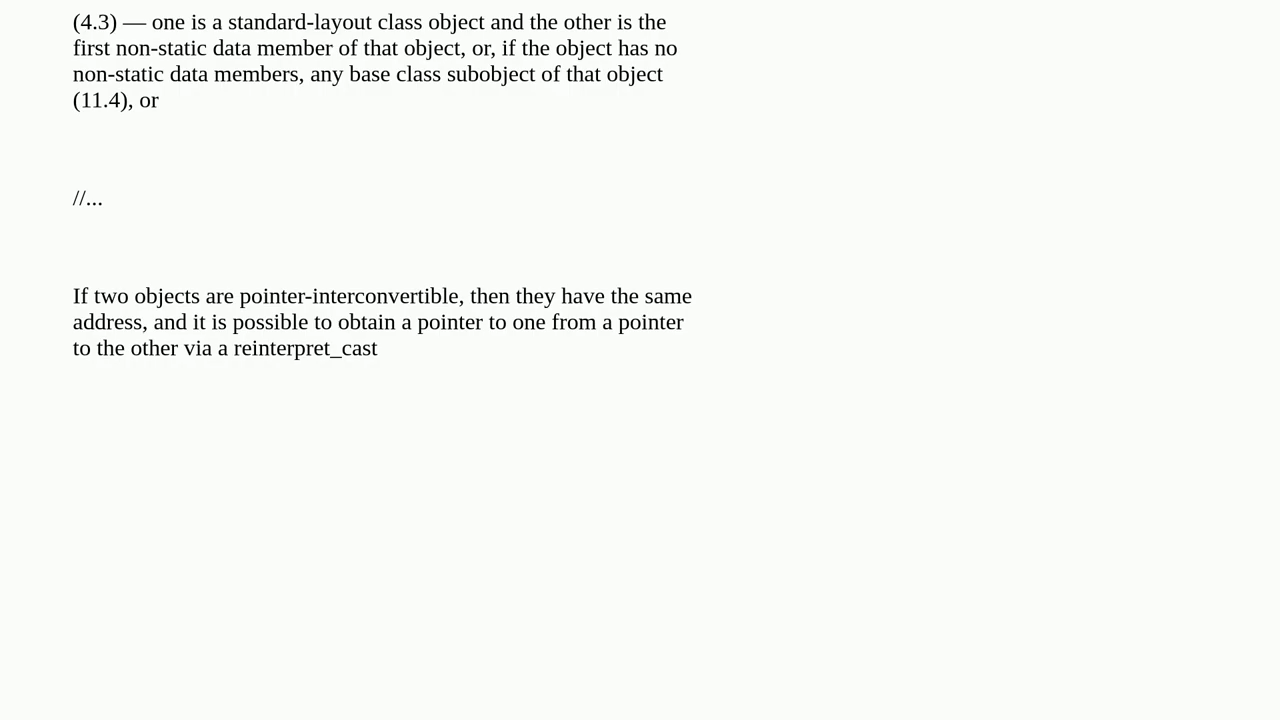 (4.3) — one is a standard-layout class object and the other is the
first non-static data member of that object, or, if the object has no
non-static data members, any base class subobject of that object
(11.4), or
//...
If two objects are pointer-interconvertible, then they have the same
address, and it is possible to obtain a pointer to one from a pointer
to the other via a reinterpret_cast